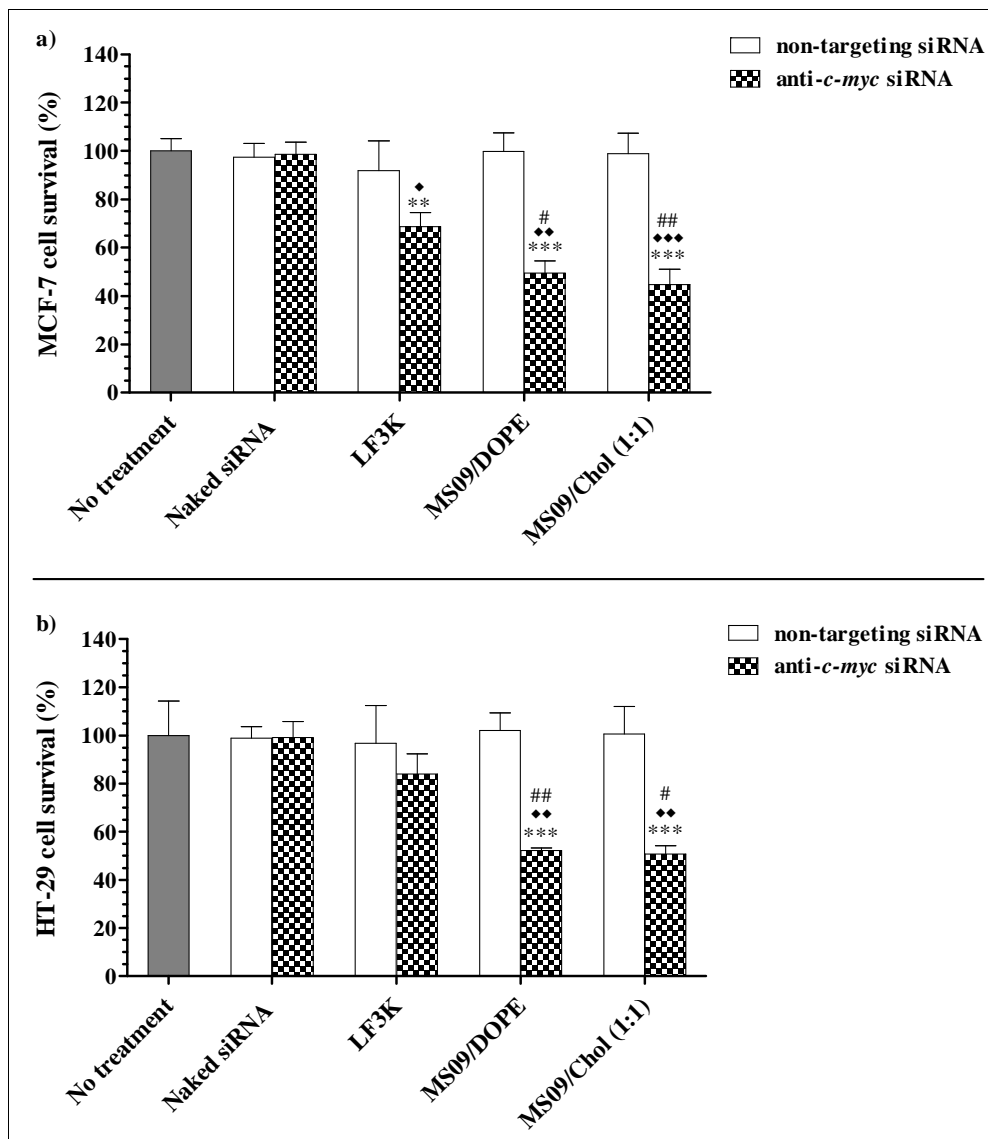 a)
non-targeting siRNA
anti-c-myc siRNA
MCF-7 cell survival (%)
140
120
100
80
60
40
20
0
◆
**
#
◆◆
***
##
◆◆◆
***
No treatment
Naked siRNA
LF3K
MS09/DOPE
MS09/Chol (1:1)
b)
non-targeting siRNA
anti-c-myc siRNA
HT-29 cell survival (%)
140
120
100
80
60
40
20
0
##
◆◆
***
#
◆◆
***
No treatment
Naked siRNA
LF3K
MS09/DOPE
MS09/Chol (1:1)